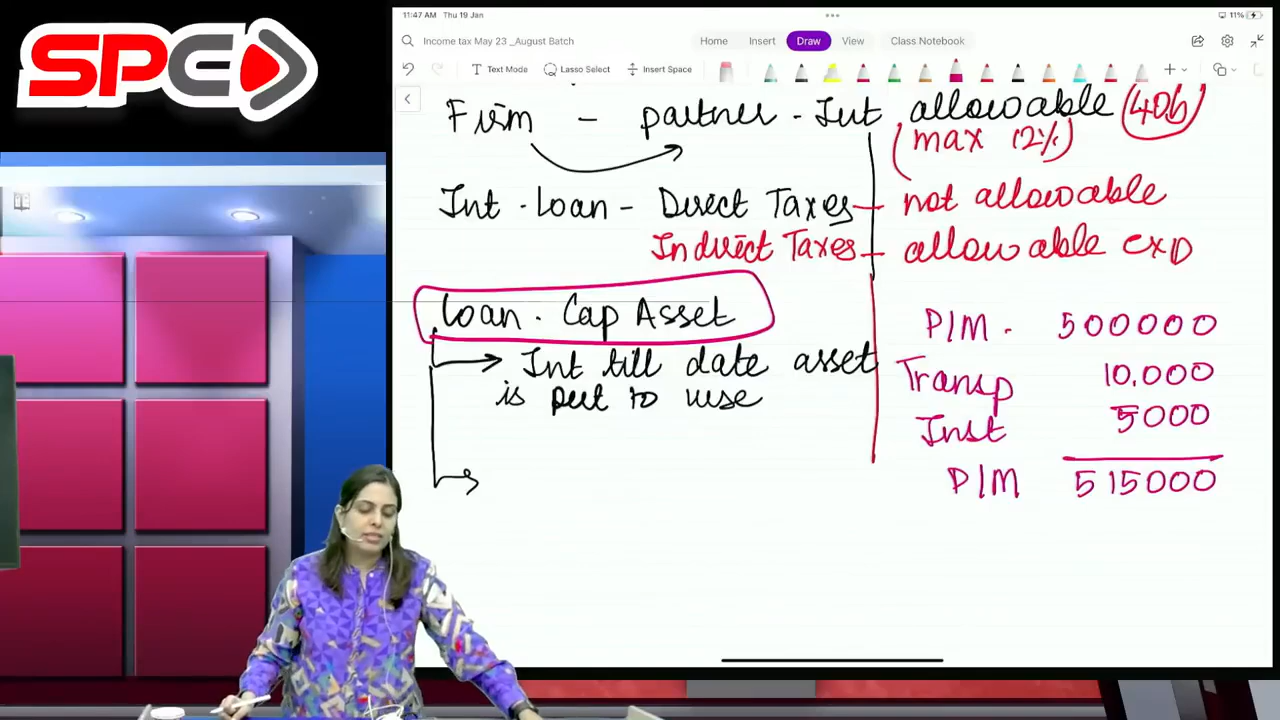 SPC
11:47 AM Thu 19 Jan
11%
Income tax May 23 _August Batch
Home Insert Draw View Class Notebook
Text Mode Lasso Select Insert Space
Firm - partner - Int allowable (40b)
(max 12%)
Int - loan - Direct Taxes - not allowable
Indirect Taxes - allowable exp
loan - Cap Asset
Int till date asset
is put to use
P/M - 500000
Transp 10,000
Inst 5000
P/M 515000